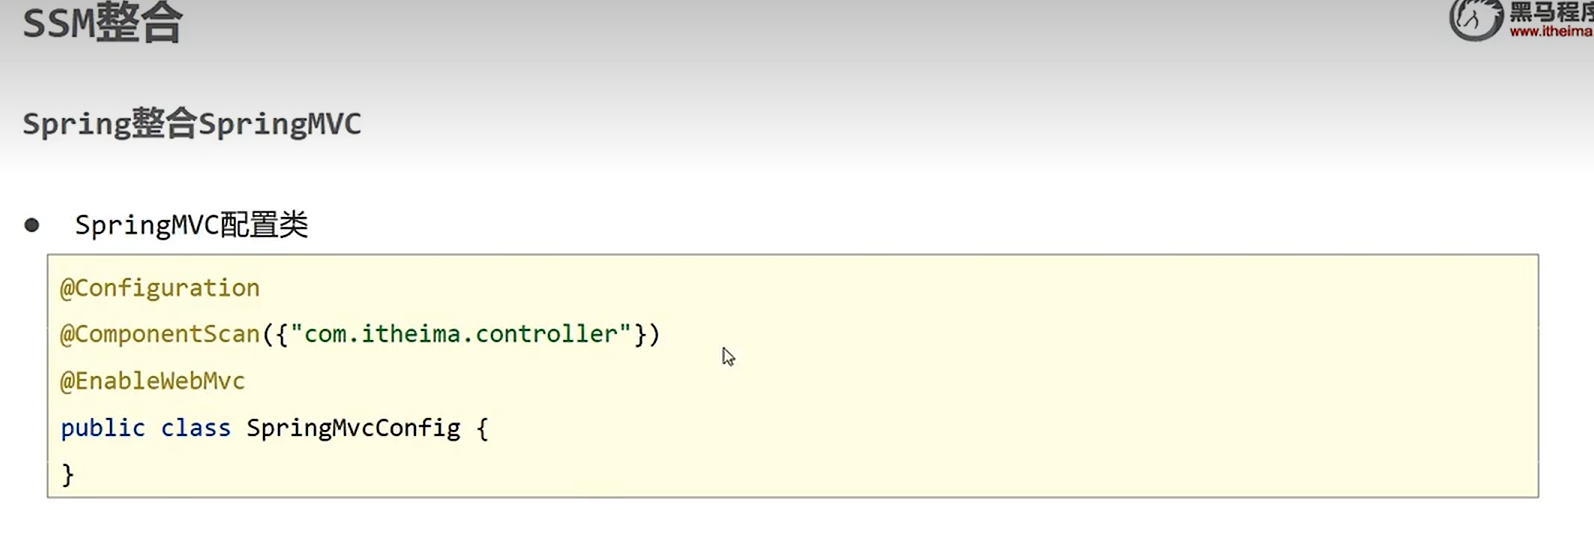 SSM整合
黑马程序
www.itheima
Spring整合SpringMVC
● SpringMVC配置类
@Configuration
@ComponentScan({"com.itheima.controller"})
@EnableWebMvc
public class SpringMvcConfig {
}